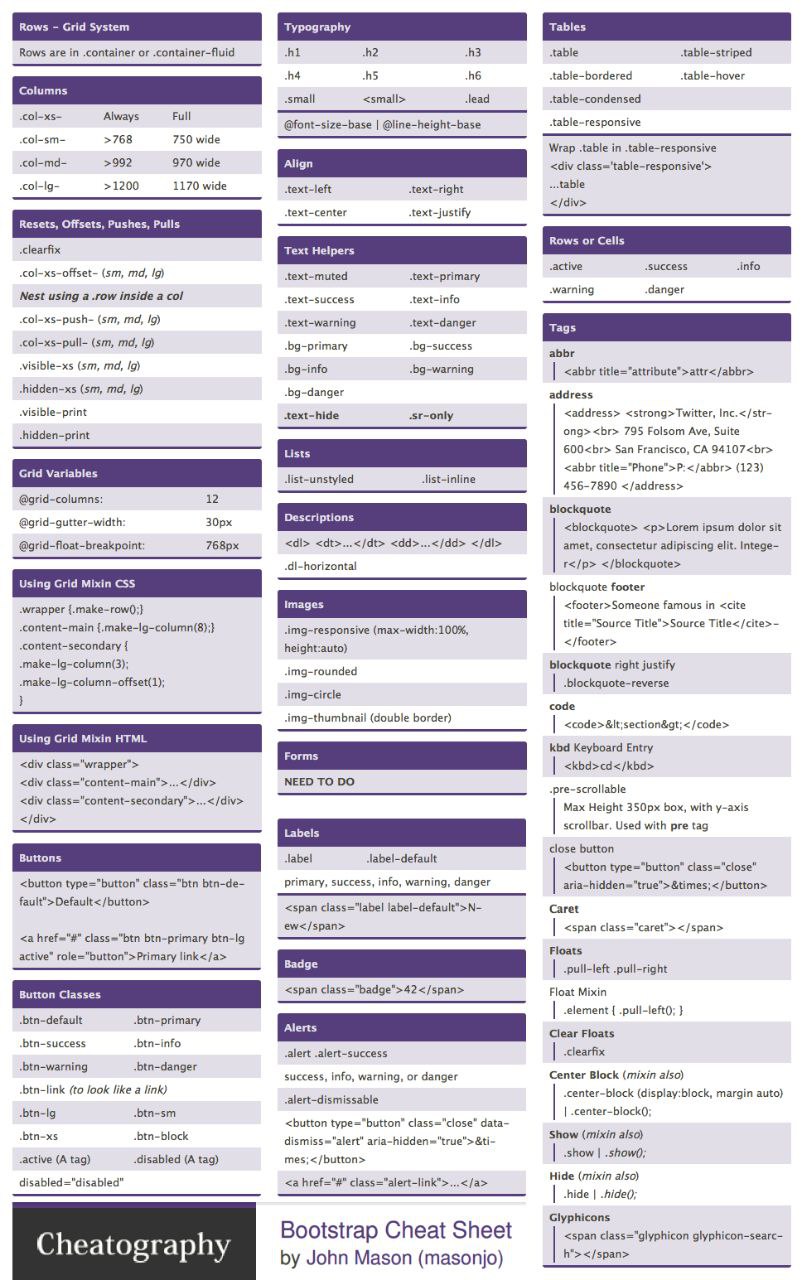 Rows - Grid System
Rows are in .container or .container-fluid
Columns
.col-xs- Always Full
.col-sm- >768 750 wide
.col-md- >992 970 wide
.col-lg- >1200 1170 wide
Resets, Offsets, Pushes, Pulls
.clearfix
.col-xs-offset- (sm, md, lg)
Nest using a .row inside a col
.col-xs-push- (sm, md, lg)
.col-xs-pull- (sm, md, lg)
.visible-xs (sm, md, lg)
.hidden-xs (sm, md, lg)
.visible-print
.hidden-print
Grid Variables
@grid-columns: 12
@grid-gutter-width: 30px
@grid-float-breakpoint: 768px
Using Grid Mixin CSS
.wrapper {.make-row();}
.content-main {.make-lg-column(8);}
.content-secondary {
.make-lg-column(3);
.make-lg-column-offset(1);
}
Using Grid Mixin HTML
<div class="wrapper">
<div class="content-main">...</div>
<div class="content-secondary">...</div>
</div>
Buttons
<button type="button" class="btn btn-de-
fault">Default</button>
<a href="#" class="btn btn-primary btn-lg
active" role="button">Primary link</a>
Button Classes
.btn-default .btn-primary
.btn-success .btn-info
.btn-warning .btn-danger
.btn-link (to look like a link)
.btn-lg .btn-sm
.btn-xs .btn-block
.active (A tag) .disabled (A tag)
disabled="disabled"
Typography
.h1 .h2 .h3
.h4 .h5 .h6
.small <small> .lead
@font-size-base | @line-height-base
Align
.text-left .text-right
.text-center .text-justify
Text Helpers
.text-muted .text-primary
.text-success .text-info
.text-warning .text-danger
.bg-primary .bg-success
.bg-info .bg-warning
.bg-danger
.text-hide .sr-only
Lists
.list-unstyled .list-inline
Descriptions
<dl> <dt>...</dt> <dd>...</dd> </dl>
.dl-horizontal
Images
.img-responsive (max-width:100%,
height:auto)
.img-rounded
.img-circle
.img-thumbnail (double border)
Forms
NEED TO DO
Labels
.label .label-default
primary, success, info, warning, danger
<span class="label label-default">N-
ew</span>
Badge
<span class="badge">42</span>
Alerts
.alert .alert-success
success, info, warning, or danger
.alert-dismissable
<button type="button" class="close" data-
dismiss="alert" aria-hidden="true">&ti-
mes;</button>
<a href="#" class="alert-link">...</a>
Tables
.table .table-striped
.table-bordered .table-hover
.table-condensed
.table-responsive
Wrap .table in .table-responsive
<div class='table-responsive'>
...table
</div>
Rows or Cells
.active .success .info
.warning .danger
Tags
abbr
<abbr title="attribute">attr</abbr>
address
<address> <strong>Twitter, Inc.</str-
ong><br> 795 Folsom Ave, Suite
600<br> San Francisco, CA 94107<br>
<abbr title="Phone">P:</abbr> (123)
456-7890 </address>
blockquote
<blockquote> <p>Lorem ipsum dolor sit
amet, consectetur adipiscing elit. Intege-
r</p> </blockquote>
blockquote footer
<footer>Someone famous in <cite
title="Source Title">Source Title</cite>-
</footer>
blockquote right justify
.blockquote-reverse
code
<code>&lt;section&gt;</code>
kbd Keyboard Entry
<kbd>cd</kbd>
.pre-scrollable
Max Height 350px box, with y-axis
scrollbar. Used with pre tag
close button
<button type="button" class="close"
aria-hidden="true">&times;</button>
Caret
<span class="caret"></span>
Floats
.pull-left .pull-right
Float Mixin
.element { .pull-left(); }
Clear Floats
.clearfix
Center Block (mixin also)
.center-block (display:block, margin auto)
| .center-block();
Show (mixin also)
.show | .show();
Hide (mixin also)
.hide | .hide();
Glyphicons
<span class="glyphicon glyphicon-searc-
h"></span>
Cheatography
Bootstrap Cheat Sheet
by John Mason (masonjo)